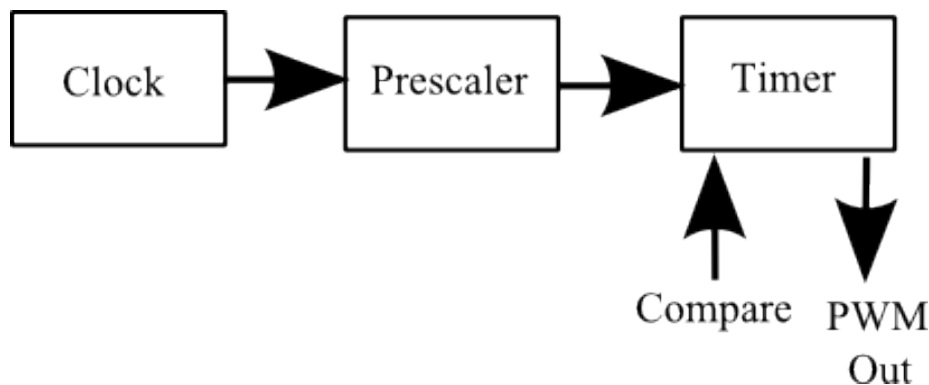 Clock
Prescaler
Timer
Compare
PWM
Out